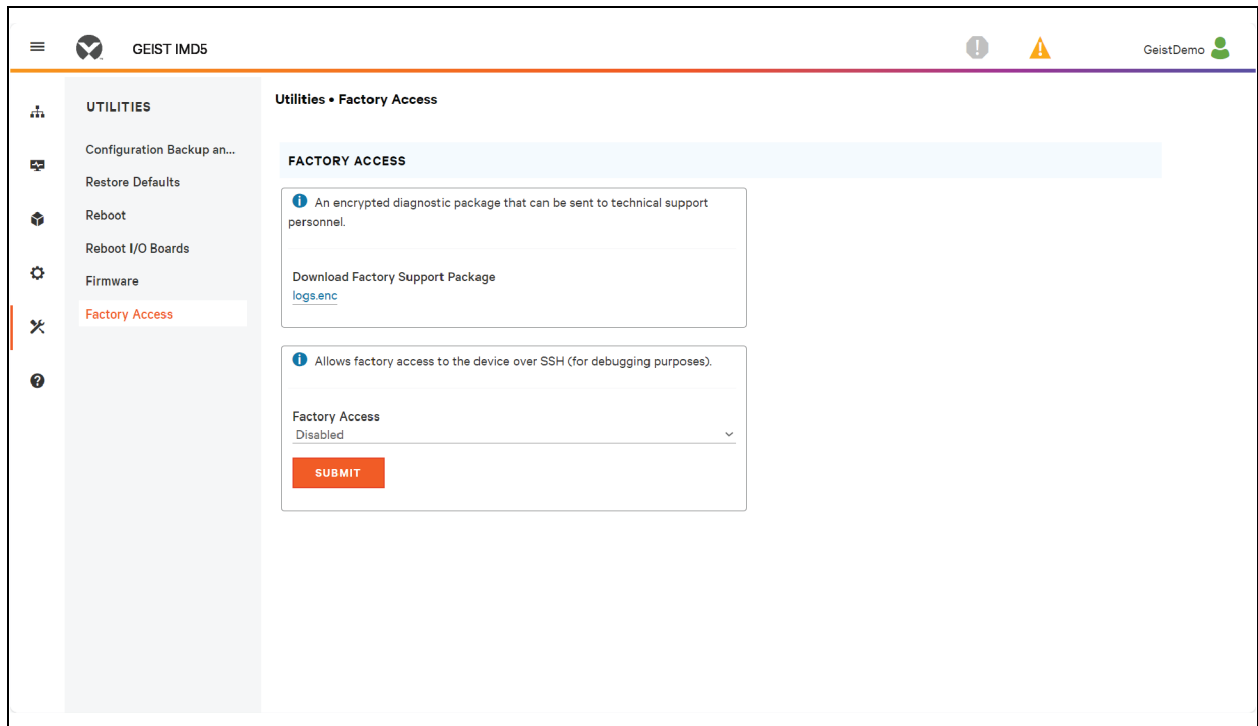 GEIST IMD5
GeistDemo
UTILITIES
Configuration Backup an...
Restore Defaults
Reboot
Reboot I/O Boards
Firmware
Factory Access
Utilities • Factory Access
FACTORY ACCESS
An encrypted diagnostic package that can be sent to technical support
personnel.
Download Factory Support Package
logs.enc
Allows factory access to the device over SSH (for debugging purposes).
Factory Access
Disabled
SUBMIT